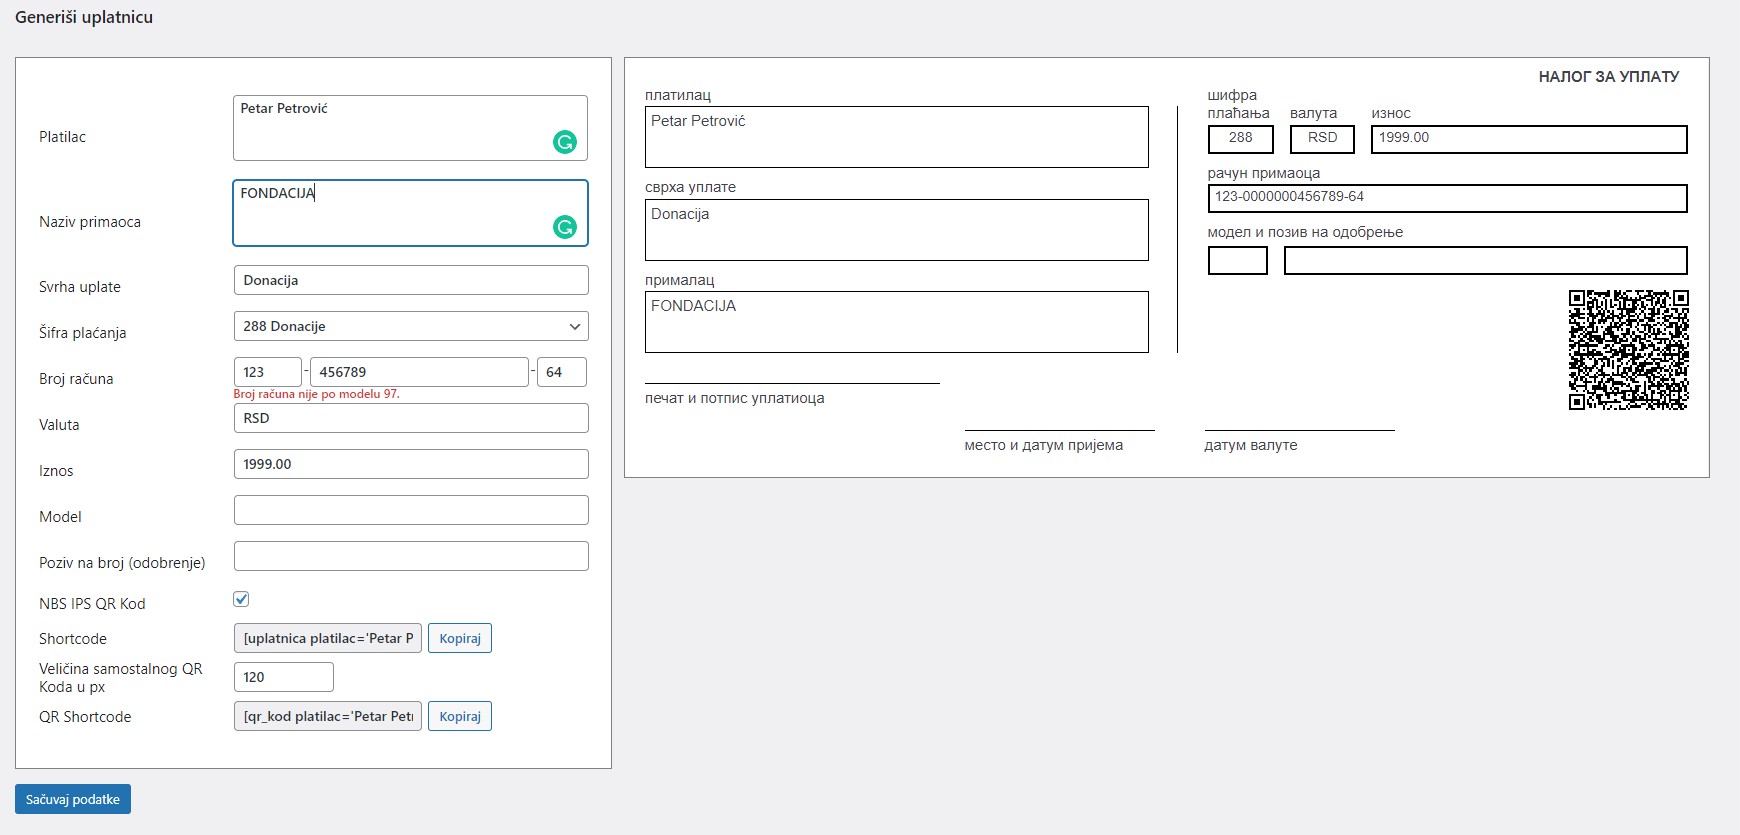 Generiši uplatnicu
Platilac
Petar Petrović
Naziv primaoca
FONDACIJA
Svrha uplate
Donacija
Šifra plaćanja
288 Donacije
Broj računa
123 - 456789 - 64
Broj računa nije po modelu 97.
Valuta
RSD
Iznos
1999.00
Model
Poziv na broj (odobrenje)
NBS IPS QR Kod
Shortcode
[uplatnica platilac='Petar P
Kopiraj
Veličina samostalnog QR
Koda u px
120
QR Shortcode
[qr_kod platilac='Petar Petr
Kopiraj
Sačuvaj podatke
НАЛОГ ЗА УПЛАТУ
платилац
Petar Petrović
сврха уплате
Donacija
прималац
FONDACIJA
печат и потпис уплатиоца
место и датум пријема
шифра
плаћања
валута
износ
288
RSD
1999.00
рачун примаоца
123-0000000456789-64
модел и позив на одобрење
датум валуте